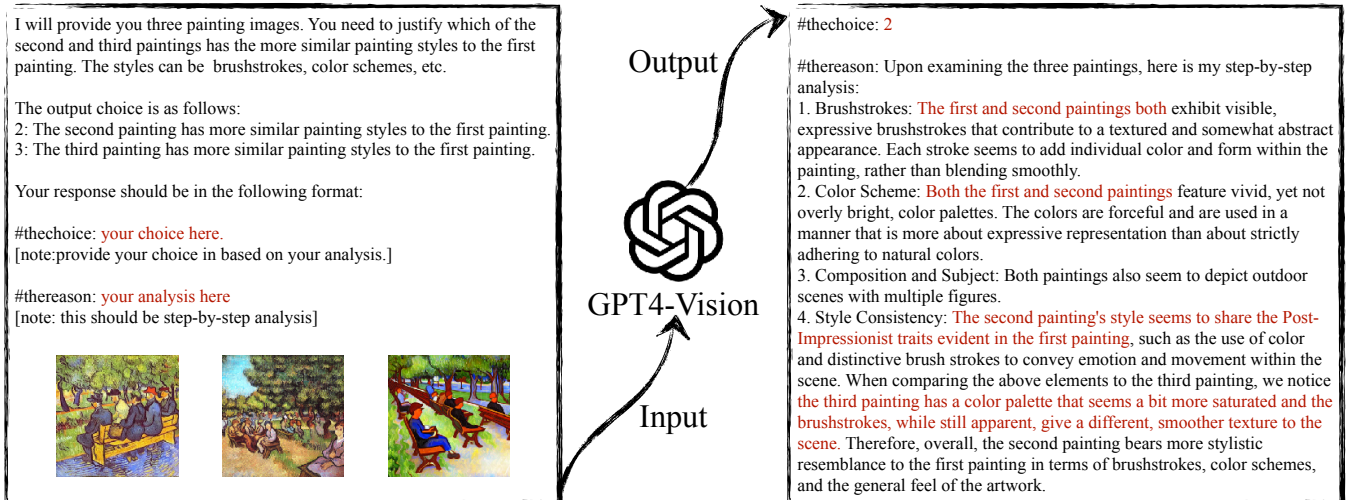 I will provide you three painting images. You need to justify which of the
second and third paintings has the more similar painting styles to the first
painting. The styles can be  brushstrokes, color schemes, etc.
The output choice is as follows:
2: The second painting has more similar painting styles to the first painting.
3: The third painting has more similar painting styles to the first painting.
Your response should be in the following format:
#thechoice: your choice here.
[note:provide your choice in based on your analysis.]
#thereason: your analysis here
[note: this should be step-by-step analysis]
Output
GPT4-Vision
Input
#thechoice: 2
#thereason: Upon examining the three paintings, here is my step-by-step
analysis:
1. Brushstrokes: The first and second paintings both exhibit visible,
expressive brushstrokes that contribute to a textured and somewhat abstract
appearance. Each stroke seems to add individual color and form within the
painting, rather than blending smoothly.
2. Color Scheme: Both the first and second paintings feature vivid, yet not
overly bright, color palettes. The colors are forceful and are used in a
manner that is more about expressive representation than about strictly
adhering to natural colors.
3. Composition and Subject: Both paintings also seem to depict outdoor
scenes with multiple figures.
4. Style Consistency: The second painting's style seems to share the Post-
Impressionist traits evident in the first painting, such as the use of color
and distinctive brush strokes to convey emotion and movement within the
scene. When comparing the above elements to the third painting, we notice
the third painting has a color palette that seems a bit more saturated and the
brushstrokes, while still apparent, give a different, smoother texture to the
scene. Therefore, overall, the second painting bears more stylistic
resemblance to the first painting in terms of brushstrokes, color schemes,
and the general feel of the artwork.